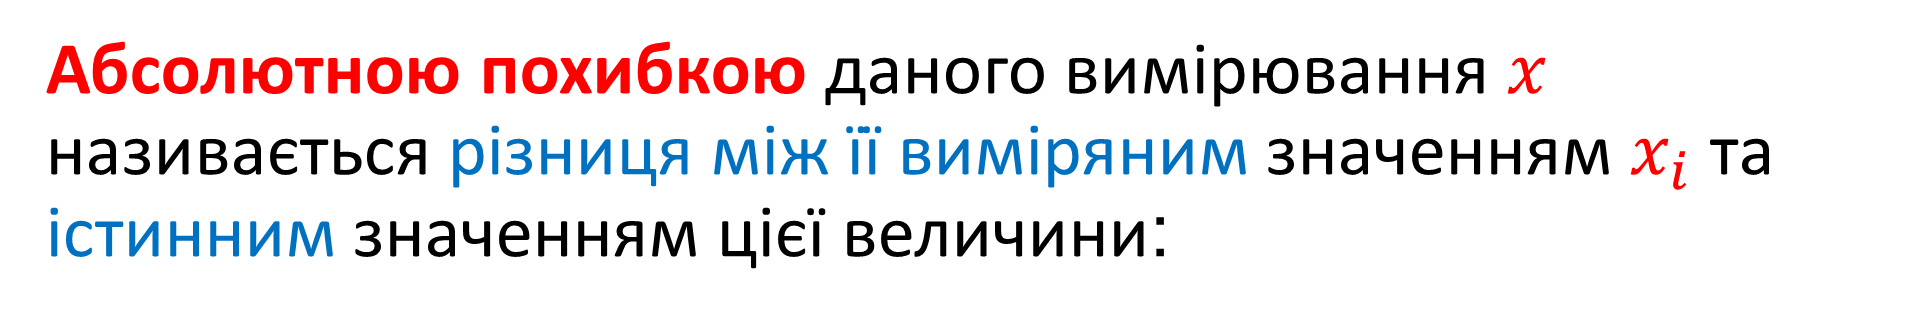 Абсолютною похибкою даного вимірювання x
називається різниця між її виміряним значенням xᵢ та
істинним значенням цієї величини: